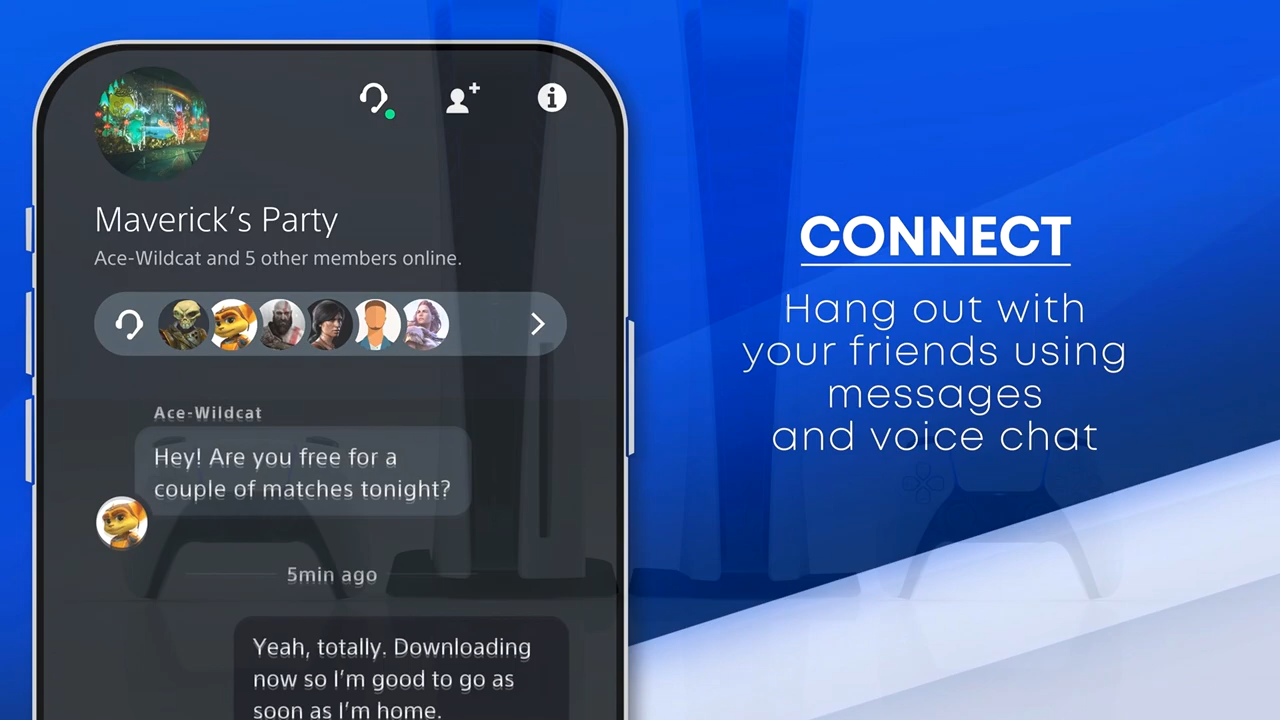 Maverick’s Party
Ace-Wildcat and 5 other members online.
Ace-Wildcat
Hey! Are you free for a
couple of matches tonight?
5min ago
Yeah, totally. Downloading
now so I’m good to go as
soon as I’m home.
CONNECT
Hang out with
your friends using
messages
and voice chat